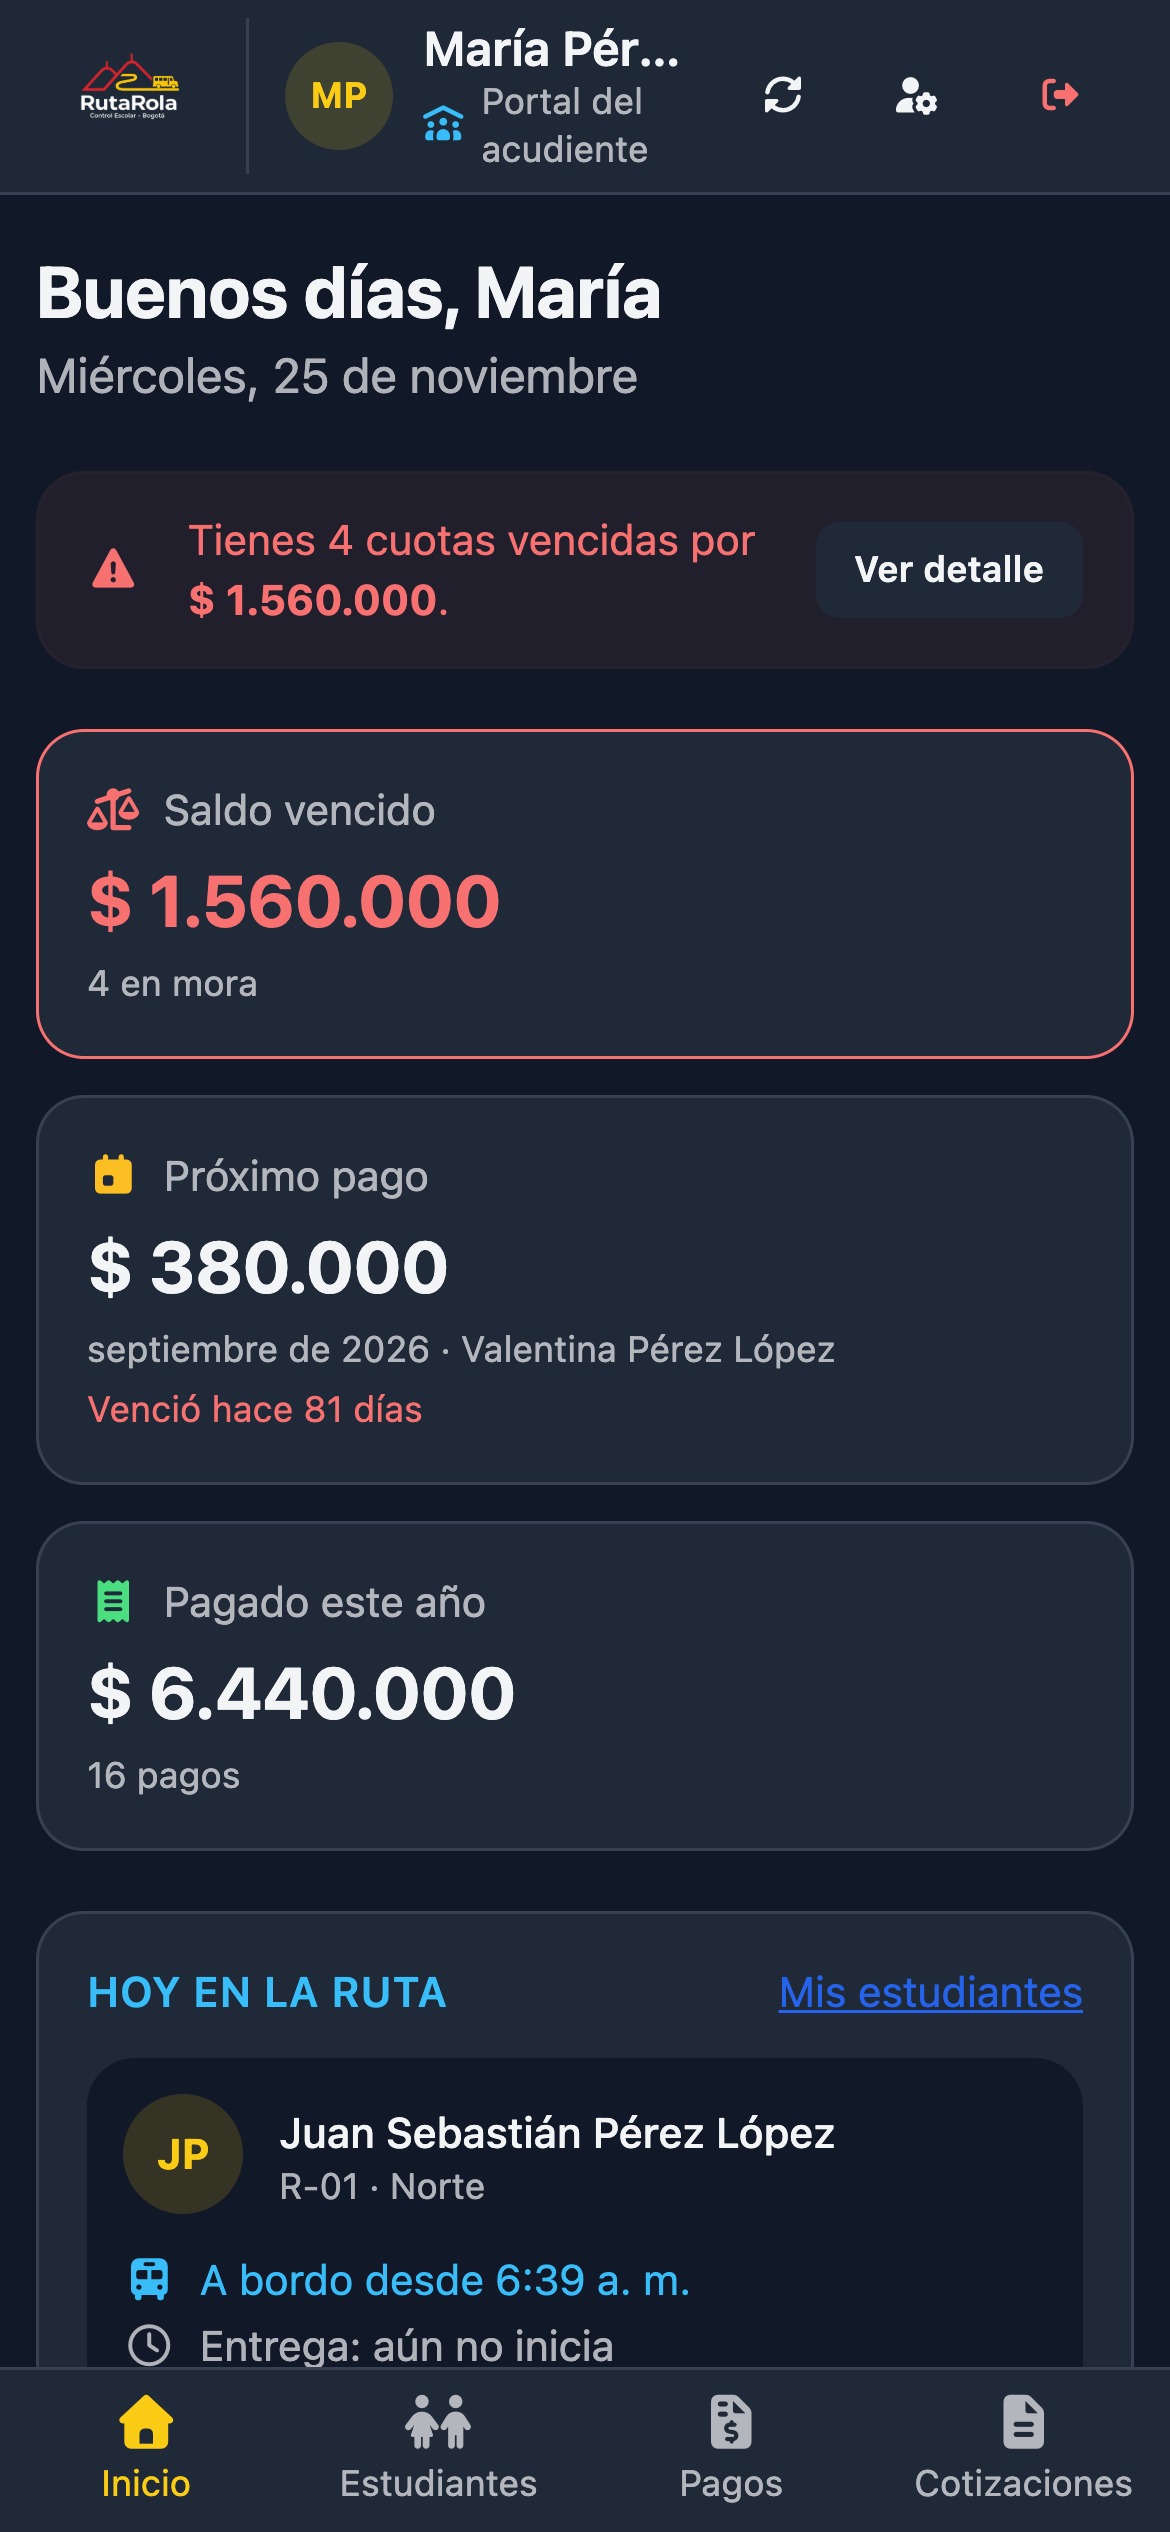 RutaRola
Control Escolar - Bogotá
MP
María Pér...
Portal del
acudiente
Buenos días, María
Miércoles, 25 de noviembre
Tienes 4 cuotas vencidas por
$ 1.560.000.
Ver detalle
Saldo vencido
$ 1.560.000
4 en mora
Próximo pago
$ 380.000
septiembre de 2026 · Valentina Pérez López
Venció hace 81 días
Pagado este año
$ 6.440.000
16 pagos
HOY EN LA RUTA
Mis estudiantes
JP
Juan Sebastián Pérez López
R-01 · Norte
A bordo desde 6:39 a. m.
Entrega: aún no inicia
Inicio
Estudiantes
Pagos
Cotizaciones